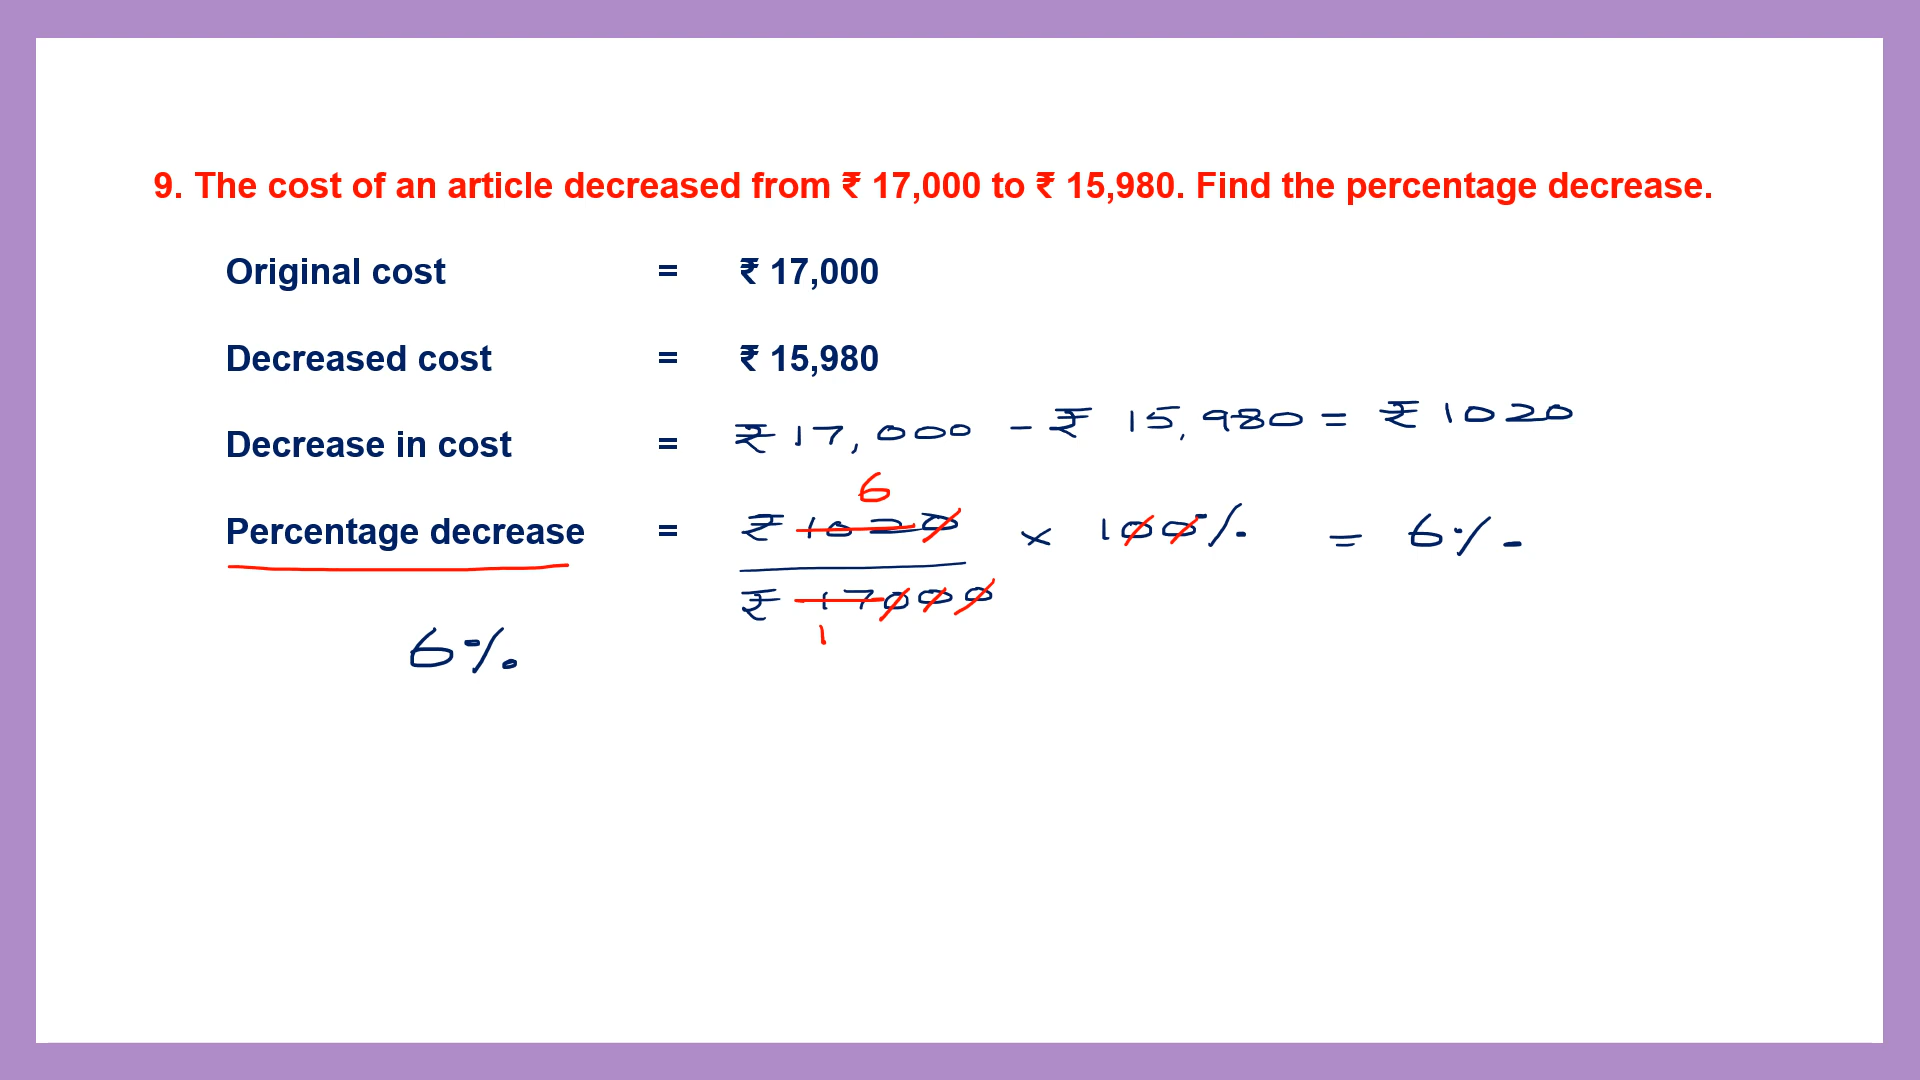 9. The cost of an article decreased from ₹ 17,000 to ₹ 15,980. Find the percentage decrease.
Original cost = ₹ 17,000
Decreased cost = ₹ 15,980
Decrease in cost = ₹ 17,000 - ₹ 15,980 = ₹ 1020
6
Percentage decrease = ₹ 1020 × 100% = 6%
₹ 17000
1
6%